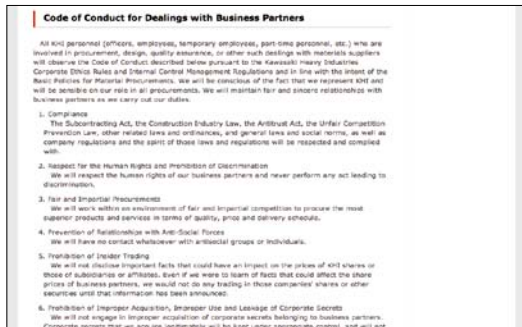 Code of Conduct for Dealings with Business Partners
All KHI personnel (officers, employees, temporary employees, part-time personnel, etc.) who are
involved in procurement, design, quality assurance, or other such dealings with materials suppliers
will observe the Code of Conduct described below pursuant to the Kawasaki Heavy Industries
Corporate Ethics Rules and Internal Control Management Regulations and in line with the intent of the
Basic Policies for Material Procurements. We will be conscious of the fact that we represent KHI and
will be sensible on our role in all procurements. We will maintain fair and sincere relationships with
business partners as we carry out our duties.
1. Compliance
The Subcontracting Act, the Construction Industry Law, the Antitrust Act, the Unfair Competition
Prevention Law, other related laws and ordinances, and general laws and social norms, as well as
company regulations and the spirit of those laws and regulations will be respected and complied
with.
2. Respect for the Human Rights and Prohibition of Discrimination
We will respect the human rights of our business partners and never perform any act leading to
discrimination.
3. Fair and Impartial Procurements
We will work within an environment of fair and impartial competition to procure the most
superior products and services in terms of quality, price and delivery schedule.
4. Prevention of Relationships with Anti-Social Forces
We will have no contact whatsoever with antisocial groups or individuals.
5. Prohibition of Insider Trading
We will not disclose important facts that could have an impact on the prices of KHI shares or
those of subsidiaries or affiliates. Even if we were to learn of facts that could affect the share
prices of business partners, we would not do any trading in those companies' shares or other
securities until that information has been announced.
6. Prohibition of Improper Acquisition, Improper Use and Leakage of Corporate Secrets
We will not engage in improper acquisition of corporate secrets belonging to business partners.
Corporate secrets that we acquire legitimately will be kept under appropriate control, and will not